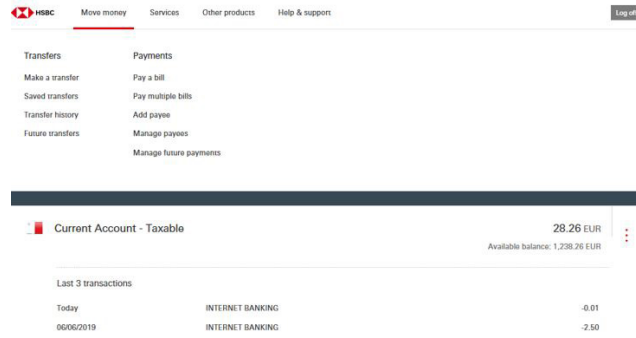 HSBC Move money Services Other products Help & support Log off
Transfers Payments
Make a transfer Pay a bill
Saved transfers Pay multiple bills
Transfer history Add payee
Future transfers Manage payees
Manage future payments
Current Account - Taxable 28.26 EUR
Available balance: 1,238.26 EUR
Last 3 transactions
Today INTERNET BANKING -0.01
06/06/2019 INTERNET BANKING -2.50